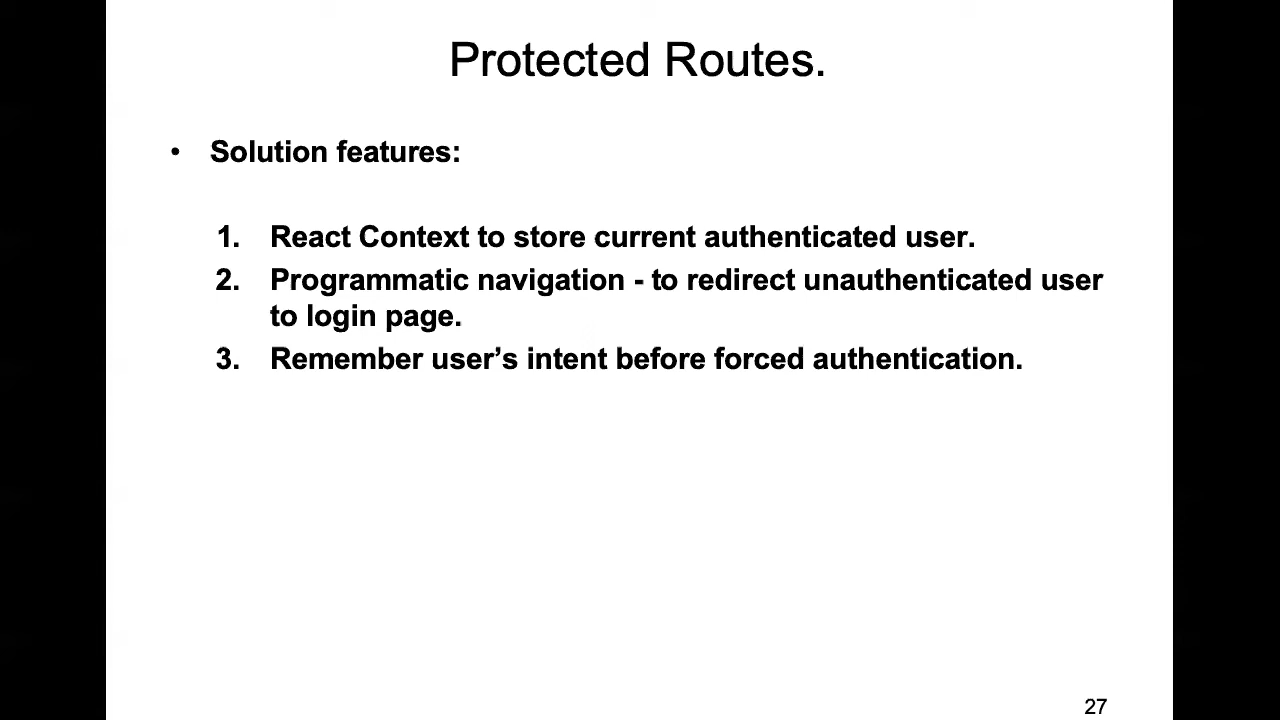 Protected Routes.
• Solution features:
1. React Context to store current authenticated user.
2. Programmatic navigation - to redirect unauthenticated user
to login page.
3. Remember user’s intent before forced authentication.
27